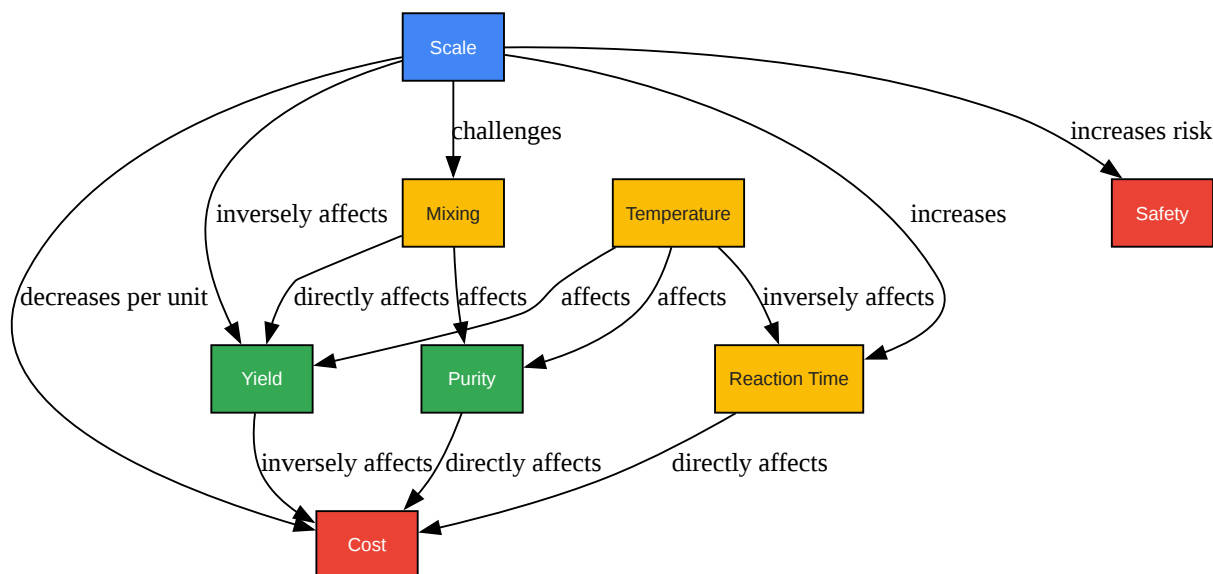 Scale
challenges
increases risk
Mixing
Temperature
Safety
inversely affects
increases
decreases per unit
directly affects
affects
affects
affects
inversely affects
Yield
Purity
Reaction Time
inversely affects
directly affects
directly affects
Cost